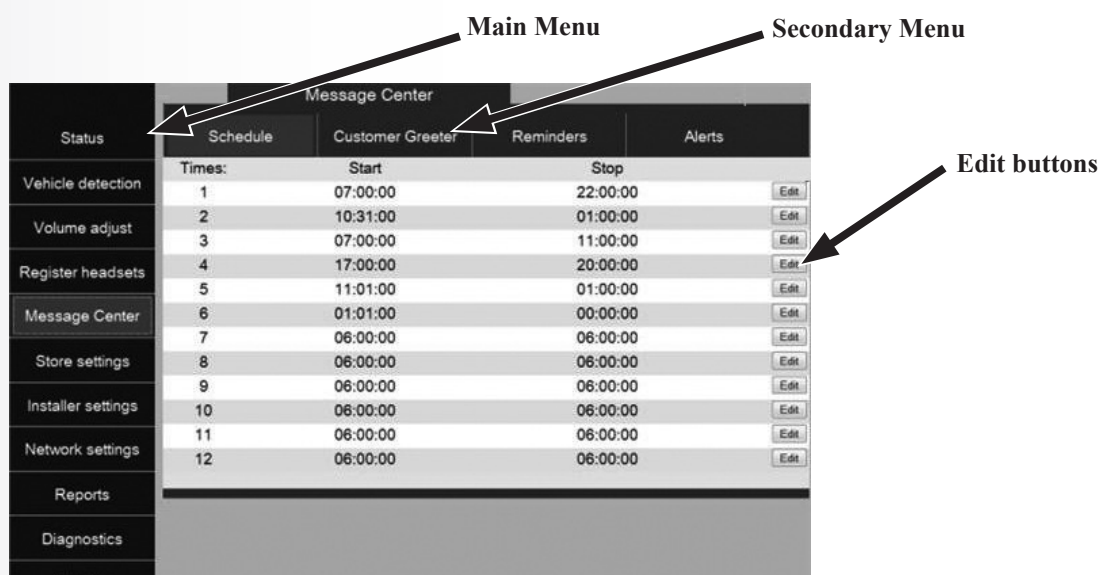 Main Menu
Secondary Menu
Message Center
Status
Schedule Customer Greeter Reminders Alerts
Edit buttons
Times: Start Stop
Vehicle detection
1 07:00:00 22:00:00 Edit
2 10:31:00 01:00:00 Edit
Volume adjust
3 07:00:00 11:00:00 Edit
4 17:00:00 20:00:00 Edit
Register headsets
5 11:01:00 01:00:00 Edit
Message Center
6 01:01:00 00:00:00 Edit
7 06:00:00 06:00:00 Edit
Store settings
8 06:00:00 06:00:00 Edit
9 06:00:00 06:00:00 Edit
Installer settings
10 06:00:00 06:00:00 Edit
11 06:00:00 06:00:00 Edit
Network settings
12 06:00:00 06:00:00 Edit
Reports
Diagnostics